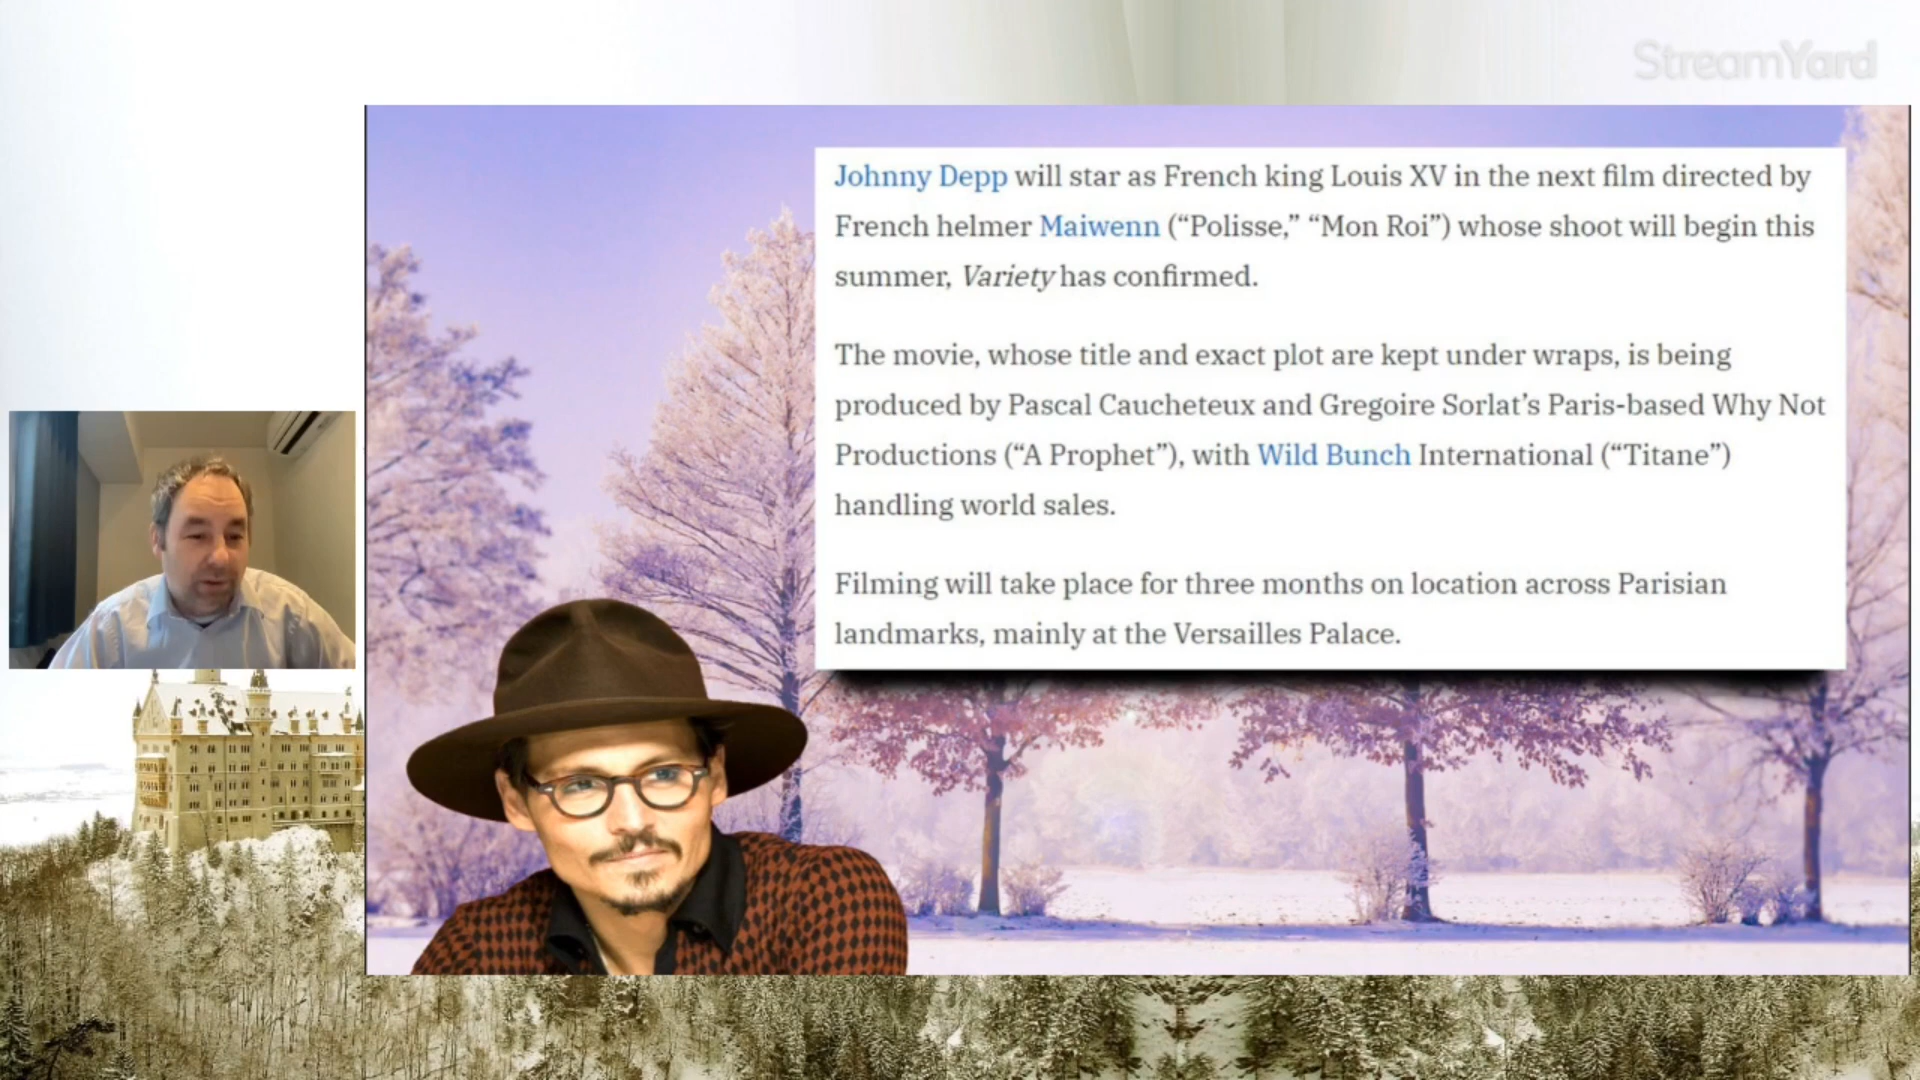 StreamYard
Johnny Depp will star as French king Louis XV in the next film directed by
French helmer Maiwenn (“Polisse,” “Mon Roi”) whose shoot will begin this
summer, Variety has confirmed.
The movie, whose title and exact plot are kept under wraps, is being
produced by Pascal Caucheteux and Gregoire Sorlat’s Paris-based Why Not
Productions (“A Prophet”), with Wild Bunch International (“Titane”)
handling world sales.
Filming will take place for three months on location across Parisian
landmarks, mainly at the Versailles Palace.